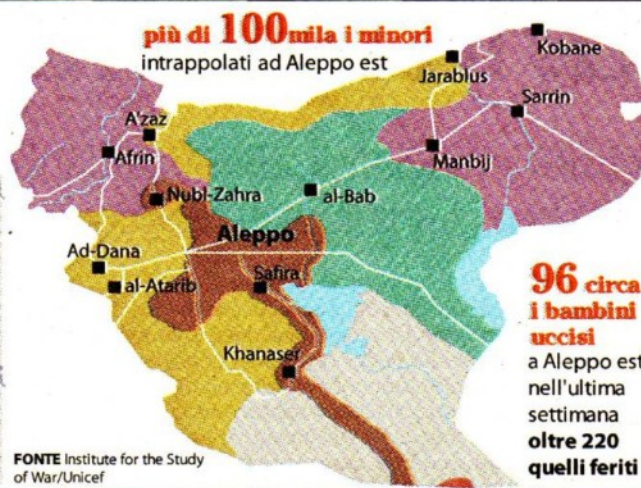 più di 100mila i minori
intrappolati ad Aleppo est
Kobane
Jarablus
Sarrin
A'zaz
Afrin
Manbij
Nubl-Zahra
al-Bab
Aleppo
Ad-Dana
al-Atarib
Safira
Khanaser
96 circa
i bambini
uccisi
a Aleppo est
nell'ultima
settimana
oltre 220
quelli feriti
FONTE Institute for the Study
of War/Unicef